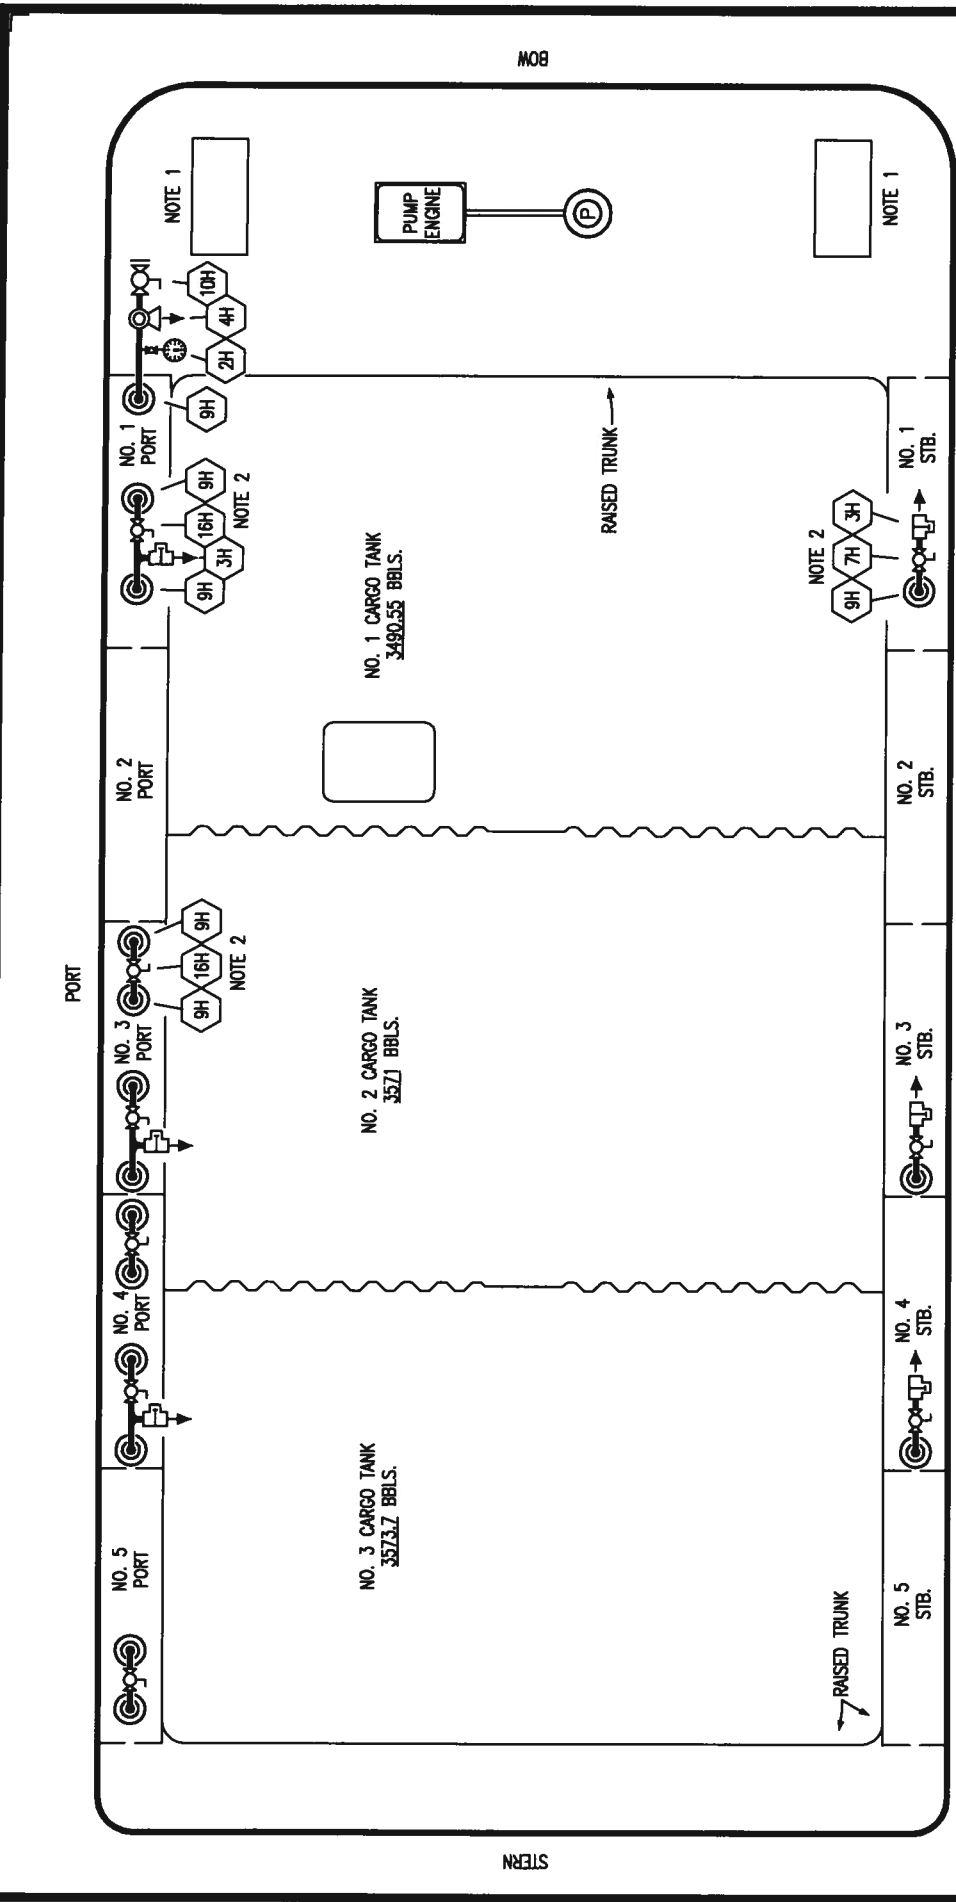 BOW
NOTE 1
PUMP
ENGINE
P
NOTE 1
10H
4H
2H
9H
NO. 1
PORT
9H
16H
3H
9H
NOTE 2
RAISED TRUNK
NO. 1
STB.
NOTE 2
3H
7H
9H
NO. 1 CARGO TANK
3490.55 BBLS.
NO. 2
PORT
NO. 2
STB.
PORT
9H
16H
9H
NOTE 2
NO. 3
PORT
NO. 2 CARGO TANK
3571 BBLS.
NO. 3
STB.
NO. 4
PORT
NO. 4
STB.
NO. 3 CARGO TANK
3573.7 BBLS.
NO. 5
PORT
RAISED TRUNK
NO. 5
STB.
STERN